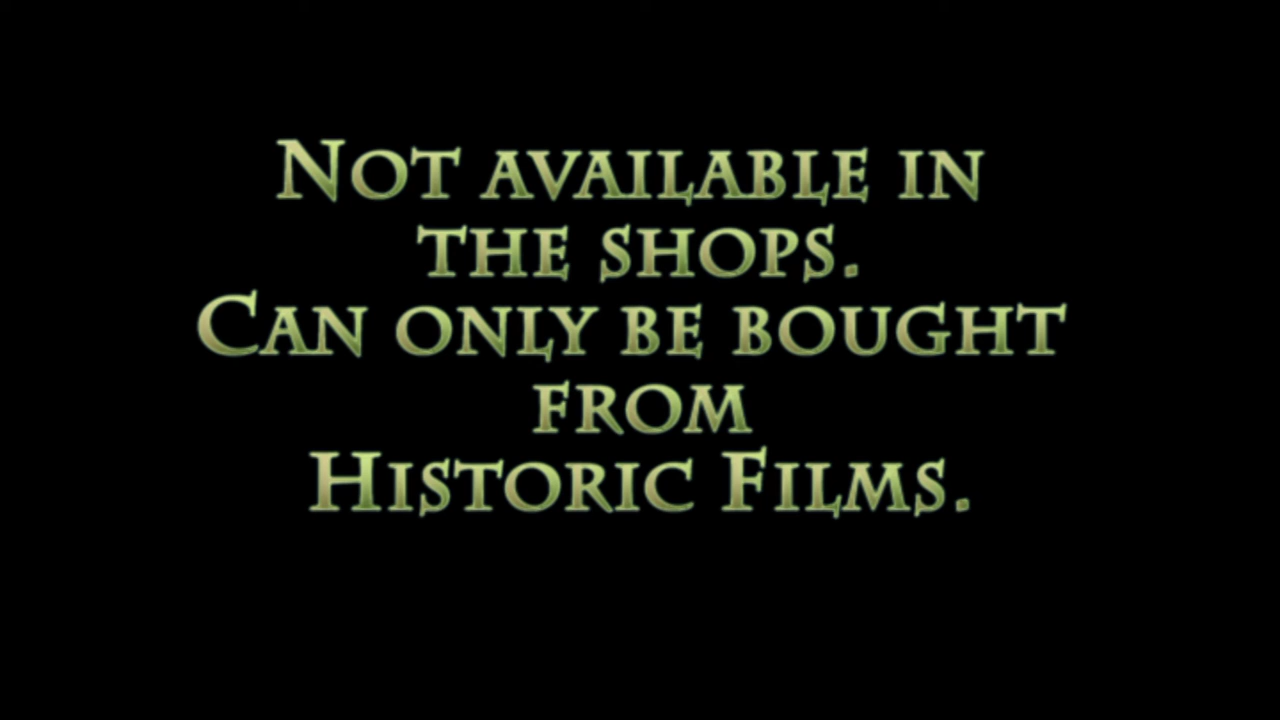 Not available in
the shops.
Can only be bought
from
Historic Films.